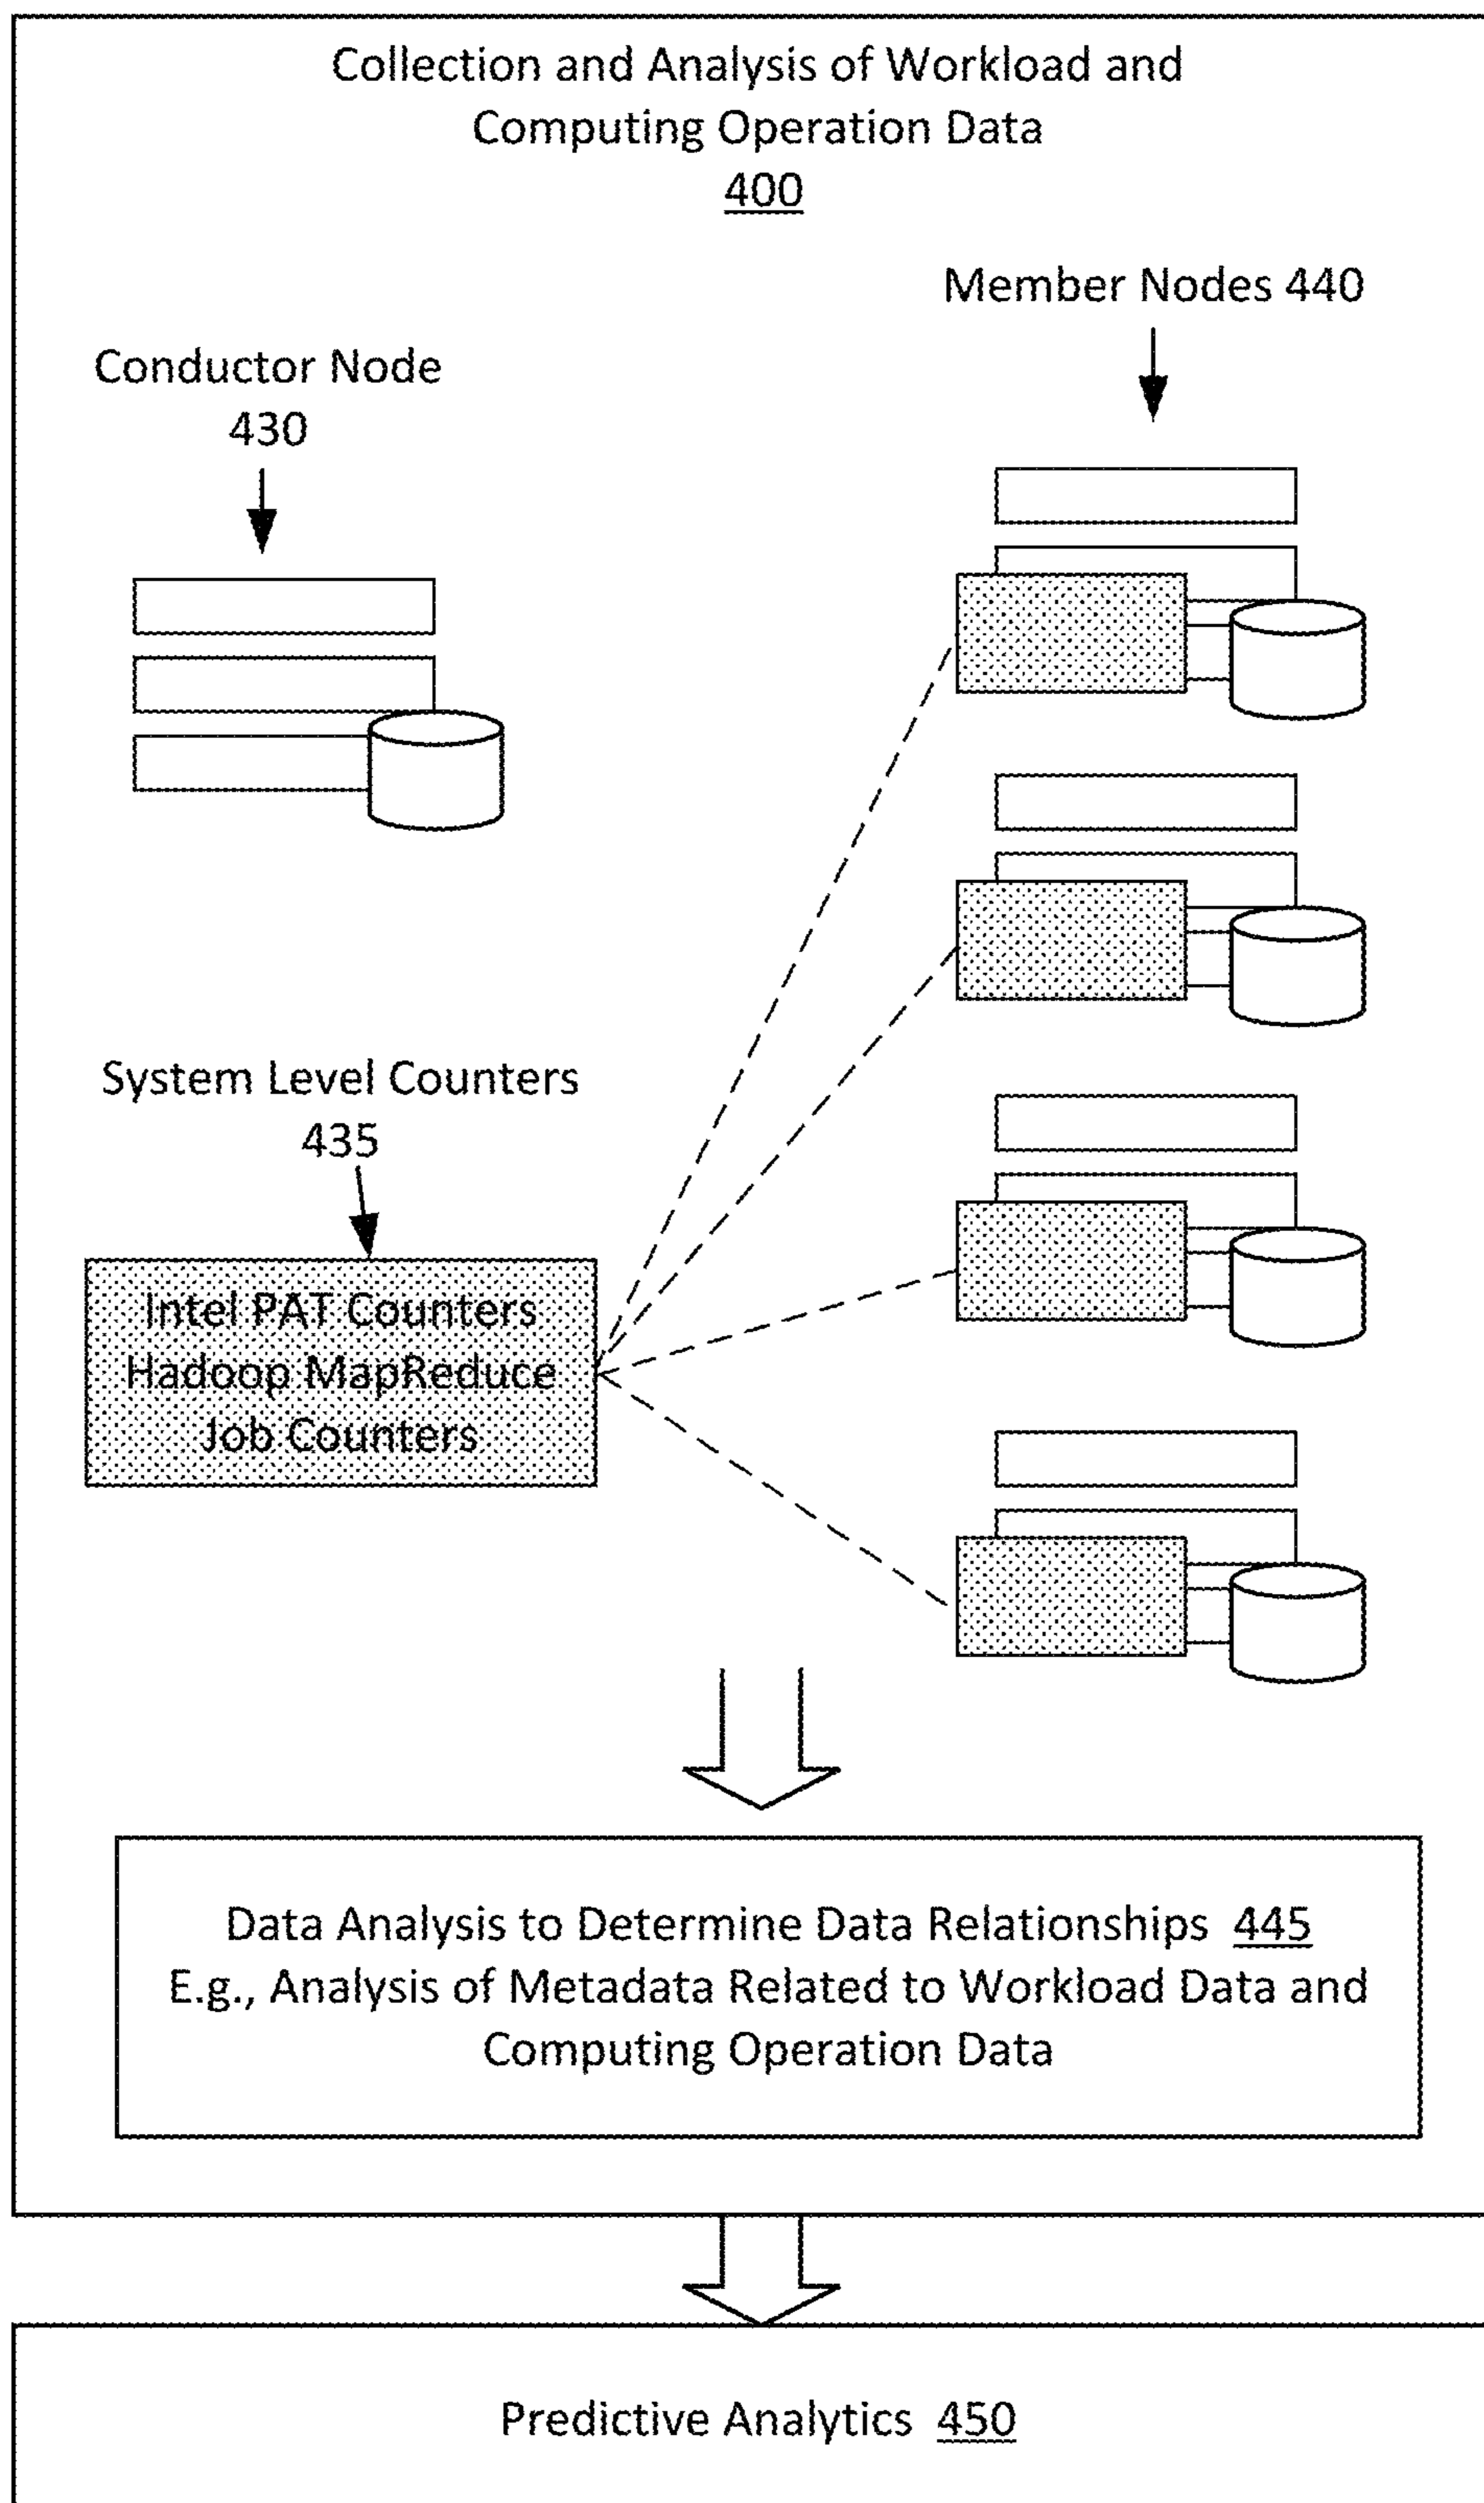 Collection and Analysis of Workload and
Computing Operation Data
400
Member Nodes 440
Conductor Node
430
System Level Counters
435
Intel PAT Counters
Hadoop MapReduce
Job Counters
Data Analysis to Determine Data Relationships 445
E.g., Analysis of Metadata Related to Workload Data and
Computing Operation Data
Predictive Analytics 450